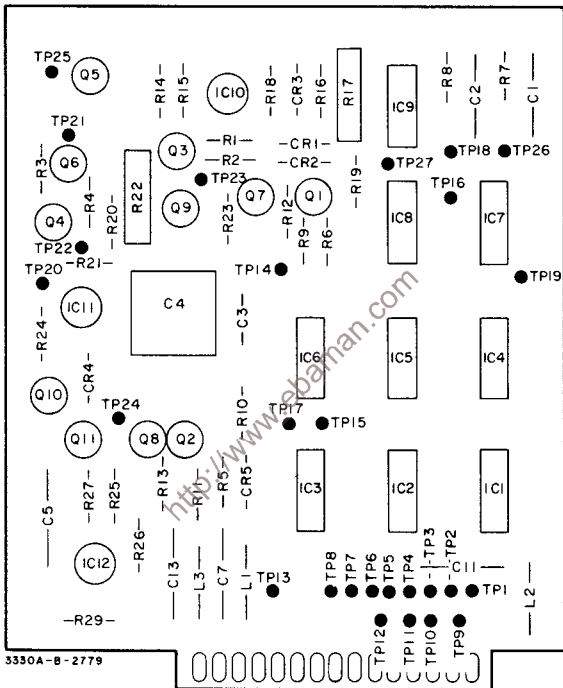 TP25
Q5
R14
R15
IC10
R18
CR3
R16
R17
IC9
R8
C2
R7
C1
TP21
Q6
R3
Q3
R1
R2
CR1
CR2
R19
TP27
TP18
TP26
TP23
R4
R22
Q9
R23
Q7
R12
Q1
R9
R6
IC8
TP16
IC7
Q4
R20
TP22
R21
TP20
TP14
TP19
IC11
C4
C3
R24
CR4
IC6
IC5
IC4
Q10
TP24
R10
TP17
TP15
Q11
Q8
Q2
C5
R27
R25
R13
R11
R5
CR5
IC3
IC2
IC1
R26
IC12
C13
L3
C7
L1
TP13
TP8
TP7
TP6
TP5
TP4
TP3
TP2
C11
TP1
L2
R29
TP12
TP11
TP10
TP9
3330A-B-2779
http://www.ebaman.com